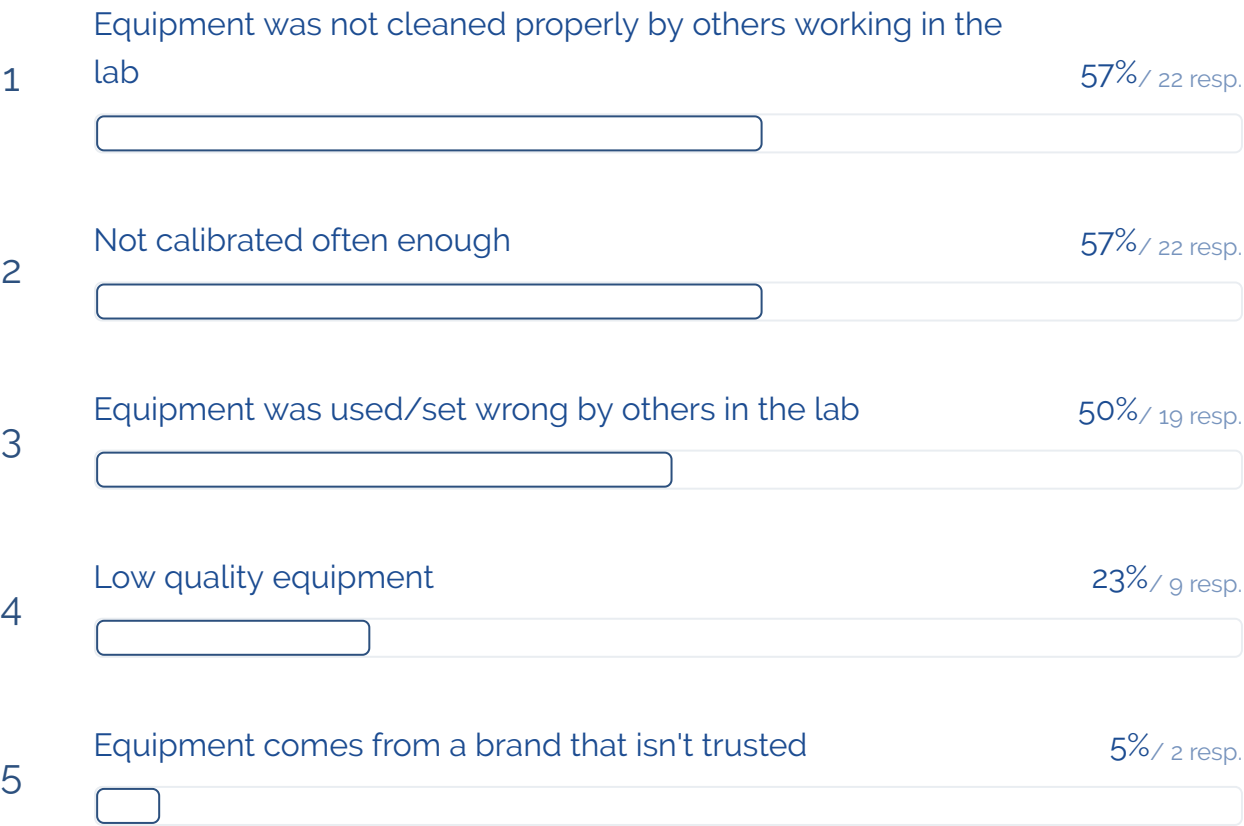 Equipment was not cleaned properly by others working in the
lab
1
57% / 22 resp.
Not calibrated often enough
2
57% / 22 resp.
Equipment was used/set wrong by others in the lab
3
50% / 19 resp.
Low quality equipment
4
23% / 9 resp.
Equipment comes from a brand that isn't trusted
5
5% / 2 resp.